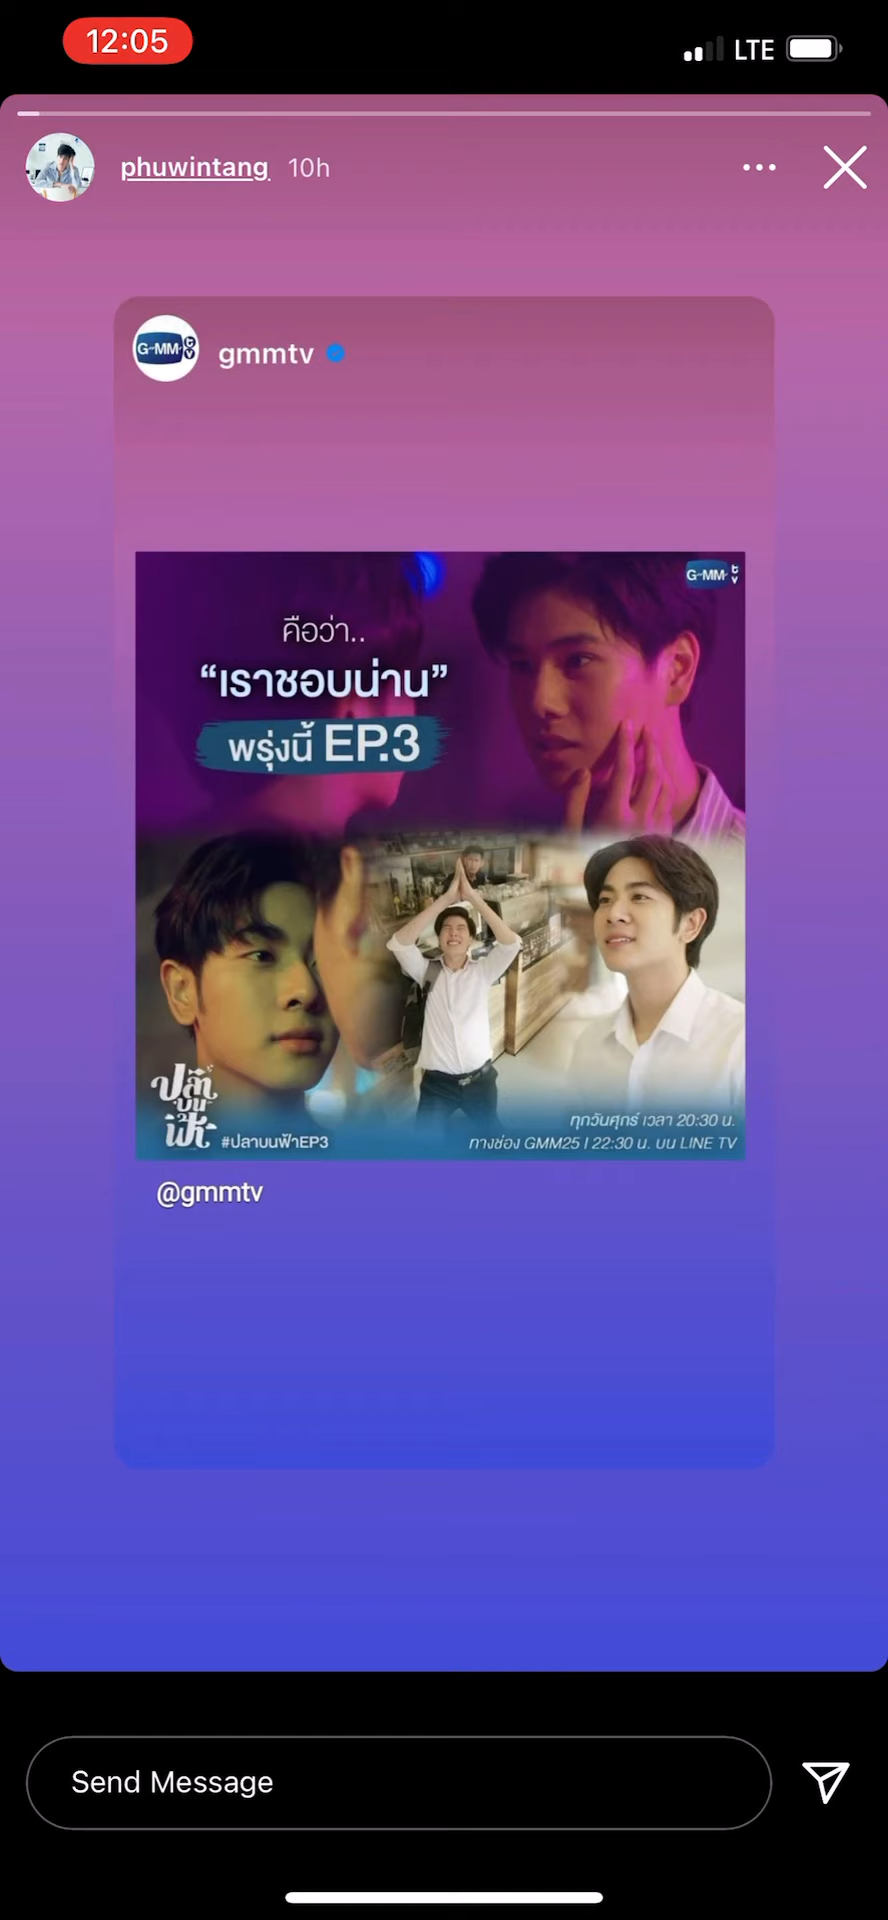 12:05
LTE
phuwintang 10h
G-MM TV
gmmtv
G-MM TV
คือว่า..
“เราชอบน่าน”
พรุ่งนี้ EP.3
ปลาบนฟ้า
#ปลาบนฟ้าEP3
ทุกวันศุกร์ เวลา 20:30 น.
ทางช่อง GMM25 I 22:30 น. บน LINE TV
@gmmtv
Send Message